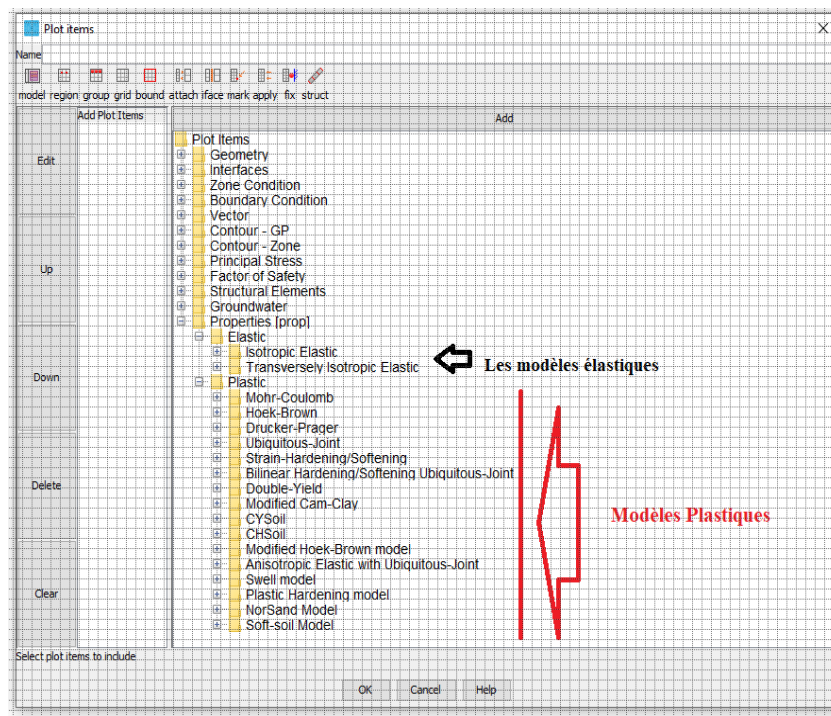 Plot items
Name
model region group grid bound attach iface mark apply fix struct
Add Plot Items
Add
Edit
Up
Down
Delete
Clear
Plot Items
Geometry
Interfaces
Zone Condition
Boundary Condition
Vector
Contour - GP
Contour - Zone
Principal Stress
Factor of Safety
Structural Elements
Groundwater
Properties [prop]
Elastic
Isotropic Elastic
Transversely Isotropic Elastic
Les modèles élastiques
Plastic
Mohr-Coulomb
Hoek-Brown
Drucker-Prager
Ubiquitous-Joint
Strain-Hardening/Softening
Bilinear Hardening/Softening Ubiquitous-Joint
Double-Yield
Modified Cam-Clay
CYSoil
CHSoil
Modified Hoek-Brown model
Anisotropic Elastic with Ubiquitous-Joint
Swell model
Plastic Hardening model
NorSand Model
Soft-soil Model
Modèles Plastiques
Select plot items to include
OK Cancel Help